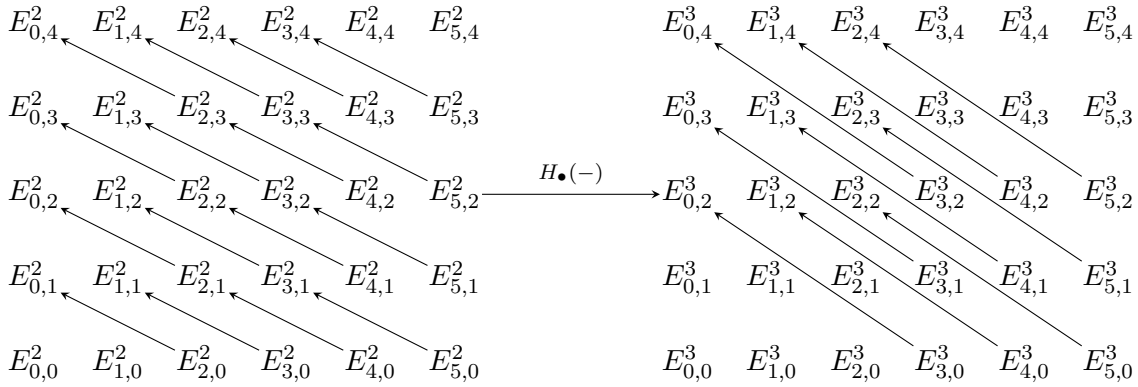 E^2_{0,4} E^2_{1,4} E^2_{2,4} E^2_{3,4} E^2_{4,4} E^2_{5,4} E^3_{0,4} E^3_{1,4} E^3_{2,4} E^3_{3,4} E^3_{4,4} E^3_{5,4}
E^2_{0,3} E^2_{1,3} E^2_{2,3} E^2_{3,3} E^2_{4,3} E^2_{5,3} E^3_{0,3} E^3_{1,3} E^3_{2,3} E^3_{3,3} E^3_{4,3} E^3_{5,3}
H_•(−)
E^2_{0,2} E^2_{1,2} E^2_{2,2} E^2_{3,2} E^2_{4,2} E^2_{5,2} E^3_{0,2} E^3_{1,2} E^3_{2,2} E^3_{3,2} E^3_{4,2} E^3_{5,2}
E^2_{0,1} E^2_{1,1} E^2_{2,1} E^2_{3,1} E^2_{4,1} E^2_{5,1} E^3_{0,1} E^3_{1,1} E^3_{2,1} E^3_{3,1} E^3_{4,1} E^3_{5,1}
E^2_{0,0} E^2_{1,0} E^2_{2,0} E^2_{3,0} E^2_{4,0} E^2_{5,0} E^3_{0,0} E^3_{1,0} E^3_{2,0} E^3_{3,0} E^3_{4,0} E^3_{5,0}